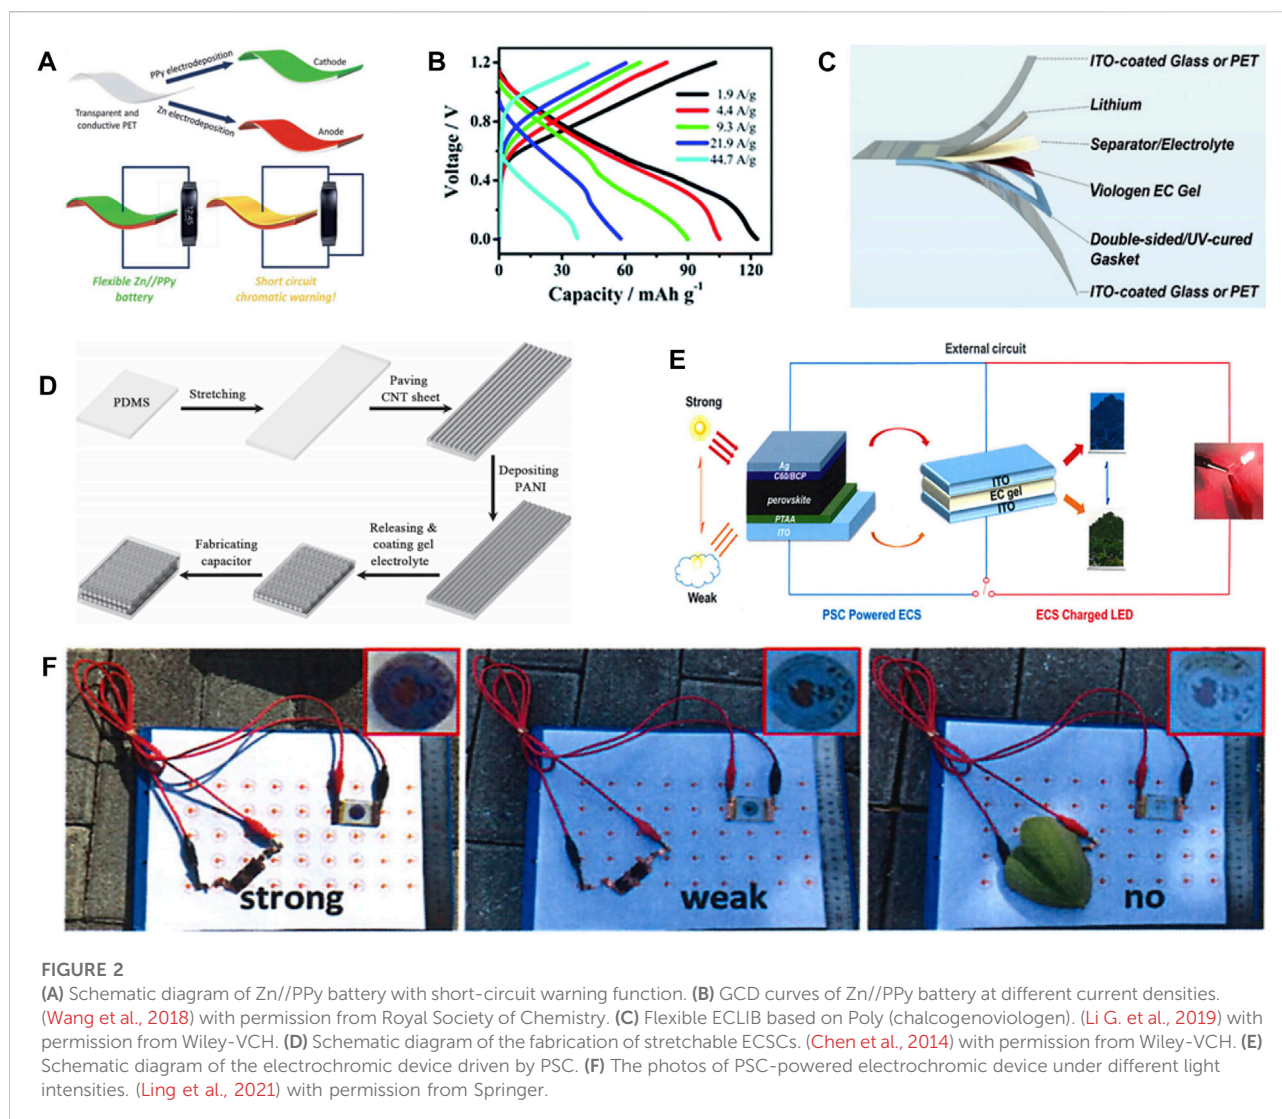 A
PPy electrodeposition
Cathode
Transparent and
conductive PET
Zn electrodeposition
Anode
12:45
Flexible Zn//PPy
battery
Short circuit
chromatic warning!
B
Voltage / V
1.2
0.8
0.4
0.0
1.9 A/g
4.4 A/g
9.3 A/g
21.9 A/g
44.7 A/g
0 30 60 90 120
Capacity / mAh g-1
C
ITO-coated Glass or PET
Lithium
Separator/Electrolyte
Viologen EC Gel
Double-sided/UV-cured
Gasket
ITO-coated Glass or PET
D
PDMS
Stretching
Paving
CNT sheet
Depositing
PANI
Releasing &
coating gel
electrolyte
Fabricating
capacitor
E
External circuit
Strong
Weak
Ag
C60/BCP
perovskite
PTAA
ITO
ITO
EC gel
ITO
PSC Powered ECS
ECS Charged LED
F
strong
weak
no
FIGURE 2
(A) Schematic diagram of Zn//PPy battery with short-circuit warning function. (B) GCD curves of Zn//PPy battery at different current densities.
(Wang et al., 2018) with permission from Royal Society of Chemistry. (C) Flexible ECLIB based on Poly (chalcogenoviologen). (Li G. et al., 2019) with
permission from Wiley-VCH. (D) Schematic diagram of the fabrication of stretchable ECSCs. (Chen et al., 2014) with permission from Wiley-VCH. (E)
Schematic diagram of the electrochromic device driven by PSC. (F) The photos of PSC-powered electrochromic device under different light
intensities. (Ling et al., 2021) with permission from Springer.